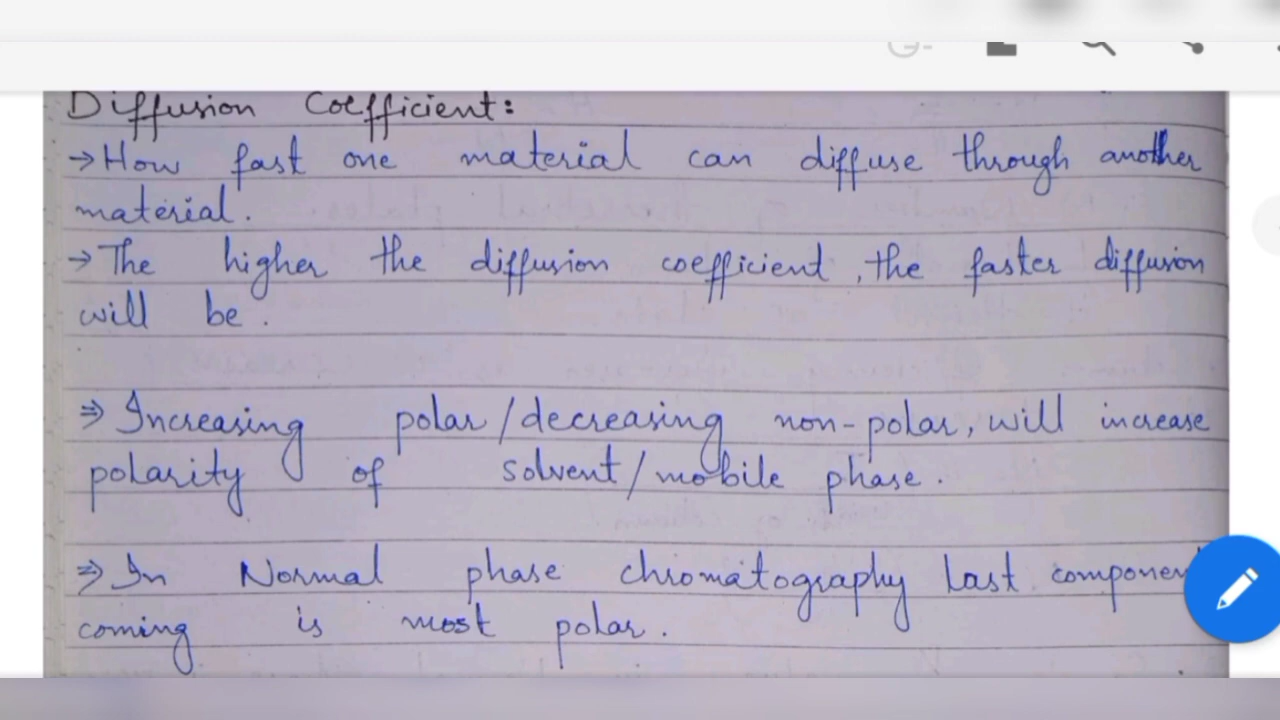 Diffusion Coefficient:
→ How fast one material can diffuse through another
material.
→ The higher the diffusion coefficient, the faster diffusion
will be.
⇒ Increasing polar/decreasing non-polar, will increase
polarity of solvent/mobile phase.
⇒ In Normal phase chromatography last component
coming is most polar.